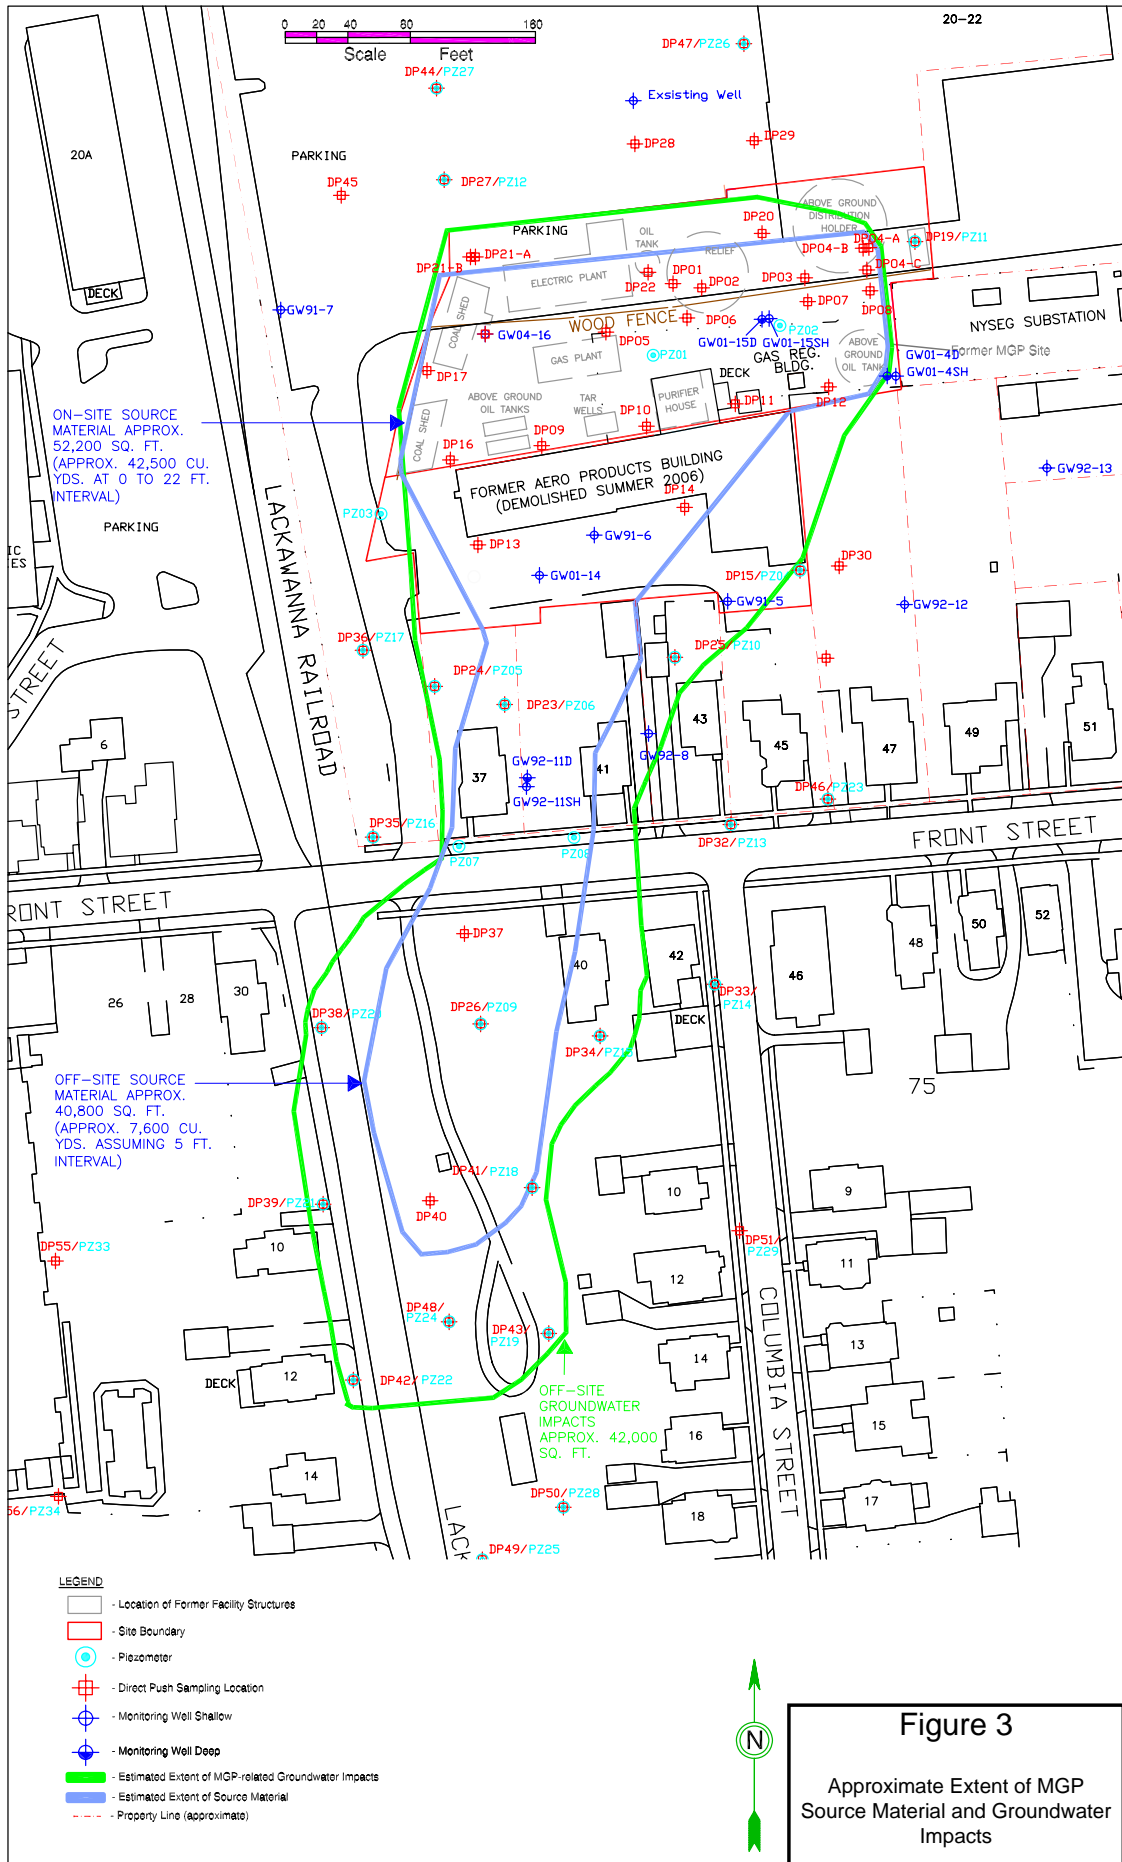 20-22
0 20 40 80 160
Scale Feet
DP47/PZ26
DP44/PZ27
Exsisting Well
DP28
DP29
20A
PARKING
DP45
DP27/PZ12
DECK
PARKING
OIL
TANK
DP20
ABOVE GROUND
DISTRIBUTION
HOLDER
RELIEF
DP04-A
DP04-B
DP19/PZ11
DP21-A
DP21-B
DP04-C
ELECTRIC PLANT
DP22
DP01
DP02
DP03
DP07
DP08
GW91-7
COAL SHED
GW04-16
WOOD FENCE
DP06
DP05
PZ02
GW01-15D
GW01-15SH
NYSEG SUBSTATION
GAS PLANT
PZ01
GAS REG.
BLDG.
ABOVE
GROUND
OIL TANK
Former MGP Site
GW01-4D
GW01-4SH
DP17
DECK
DP12
ON-SITE SOURCE
MATERIAL APPROX.
52,200 SQ. FT.
(APPROX. 42,500 CU.
YDS. AT 0 TO 22 FT.
INTERVAL)
COAL SHED
ABOVE GROUND
OIL TANKS
TAR
WELLS
PURIFIER
HOUSE
DP11
DP10
DP09
DP16
FORMER AERO PRODUCTS BUILDING
(DEMOLISHED SUMMER 2006)
GW92-13
DP14
PZ03
PARKING
IC
ES
DP13
GW91-6
GW01-14
DP15/PZ0
DP30
GW91-5
GW92-12
LACKAWANNA RAILROAD
STREET
DP36/PZ17
DP24/PZ05
DP25/PZ10
DP23/PZ06
6
37
GW92-11D
GW92-11SH
41
GW92-8
43
45
47
49
51
DP46/PZ23
DP35/PZ16
PZ07
DP32/PZ13
FRONT STREET
RONT STREET
DP37
40
42
46
48
50
52
26
28
30
DP38/PZ20
DP26/PZ09
DP34/PZ15
DECK
DP33/
PZ14
OFF-SITE SOURCE
MATERIAL APPROX.
40,800 SQ. FT.
(APPROX. 7,600 CU.
YDS. ASSUMING 5 FT.
INTERVAL)
75
DP41/PZ18
DP40
DP39/PZ21
10
9
10
DP51/
PZ29
DP55/PZ33
12
11
DP48/
PZ24
DP43/
PZ19
COLUMBIA STREET
13
14
12
DECK
DP42/PZ22
OFF-SITE
GROUNDWATER
IMPACTS
APPROX. 42,000
SQ. FT.
15
16
14
17
18
56/PZ34
DP50/PZ28
LACK
DP49/PZ25
LEGEND
- Location of Former Facility Structures
- Site Boundary
- Piezometer
- Direct Push Sampling Location
- Monitoring Well Shallow
- Monitoring Well Deep
- Estimated Extent of MGP-related Groundwater Impacts
- Estimated Extent of Source Material
- Property Line (approximate)
N
Figure 3
Approximate Extent of MGP
Source Material and Groundwater
Impacts